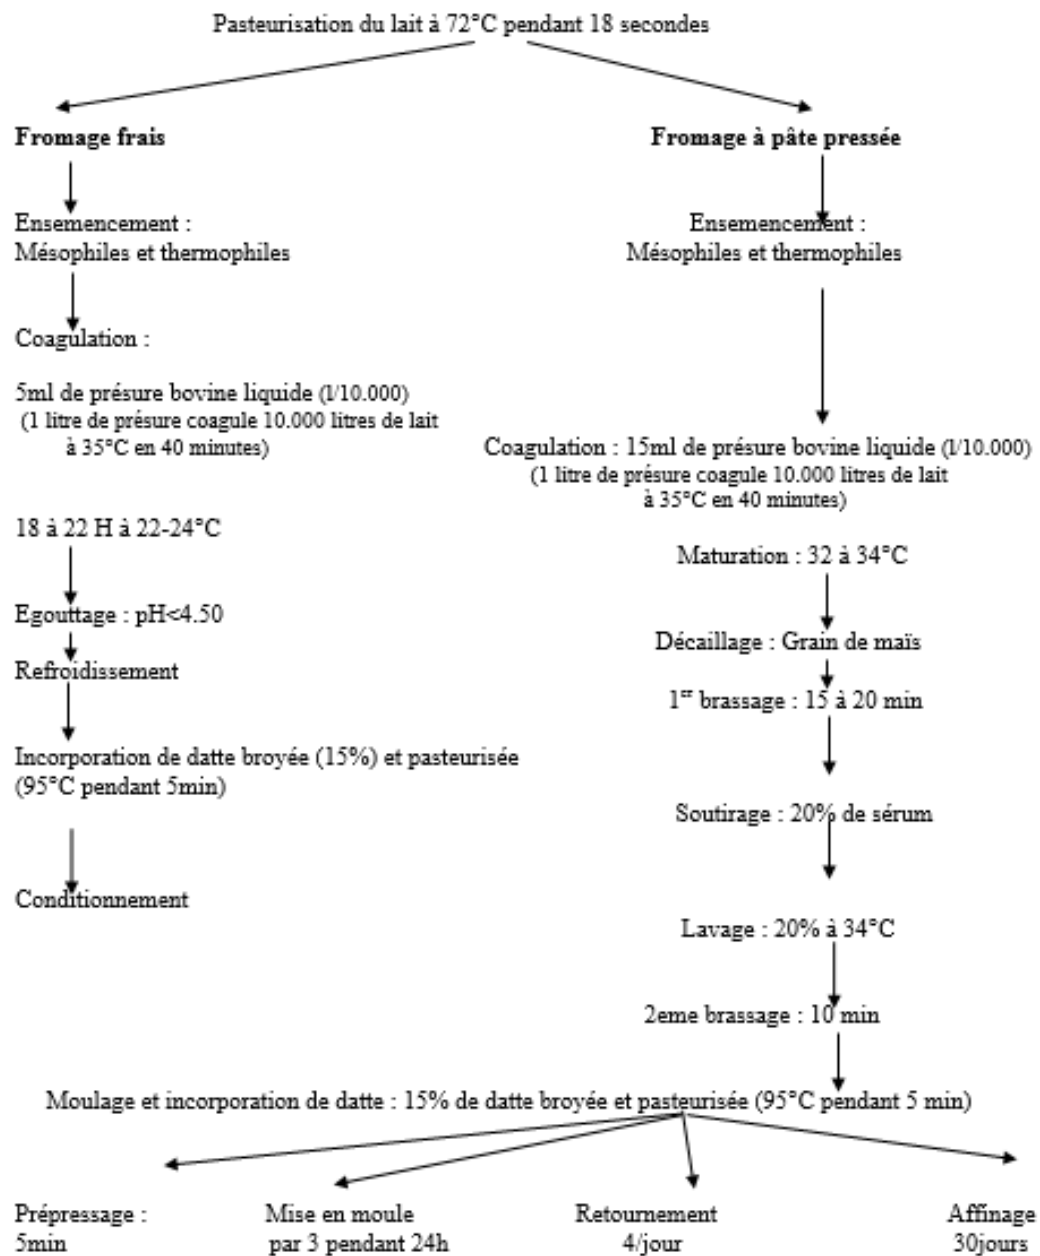 Pasteurisation du lait à 72°C pendant 18 secondes
Fromage frais
Ensemencement :
Mésophiles et thermophiles
Coagulation :
5ml de présure bovine liquide (1/10.000)
(1 litre de présure coagule 10.000 litres de lait
à 35°C en 40 minutes)
18 à 22 H à 22-24°C
Egouttage : pH<4.50
Refroidissement
Incorporation de datte broyée (15%) et pasteurisée
(95°C pendant 5min)
Conditionnement
Fromage à pâte pressée
Ensemencement :
Mésophiles et thermophiles
Coagulation : 15ml de présure bovine liquide (1/10.000)
(1 litre de présure coagule 10.000 litres de lait
à 35°C en 40 minutes)
Maturation : 32 à 34°C
Décaillage : Grain de maïs
1er brassage : 15 à 20 min
Soutirage : 20% de sérum
Lavage : 20% à 34°C
2eme brassage : 10 min
Moulage et incorporation de datte : 15% de datte broyée et pasteurisée (95°C pendant 5 min)
Prépressage :
5min
Mise en moule
par 3 pendant 24h
Retournement
4/jour
Affinage
30jours